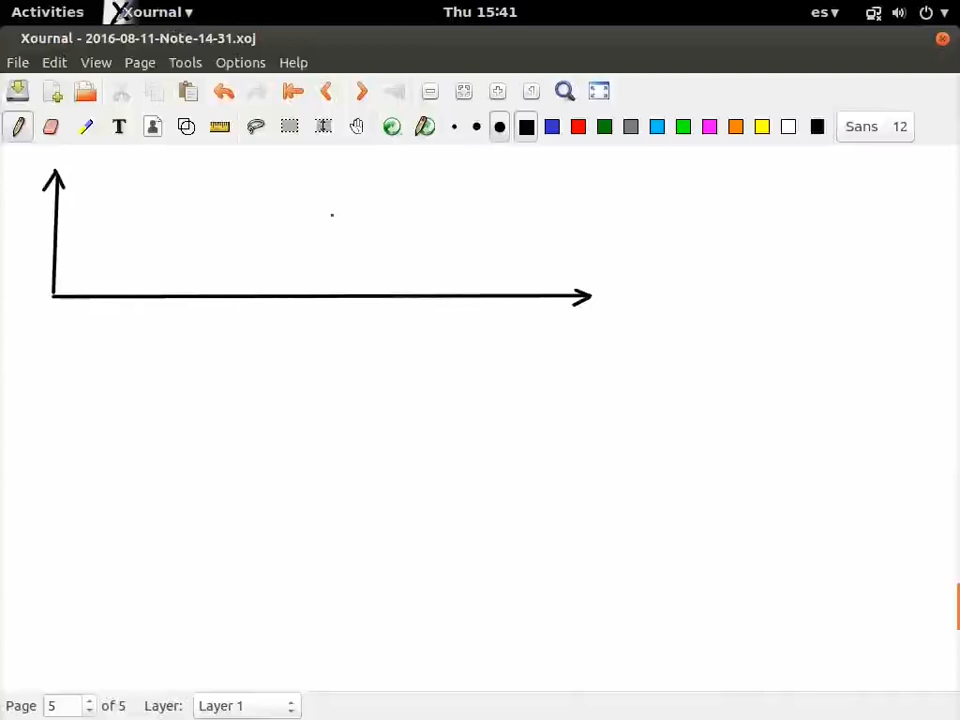 Activities Xournal ▾ Thu 15:41 es ▾
Xournal - 2016-08-11-Note-14-31.xoj
File Edit View Page Tools Options Help
T Sans 12
Page 5 of 5 Layer: Layer 1